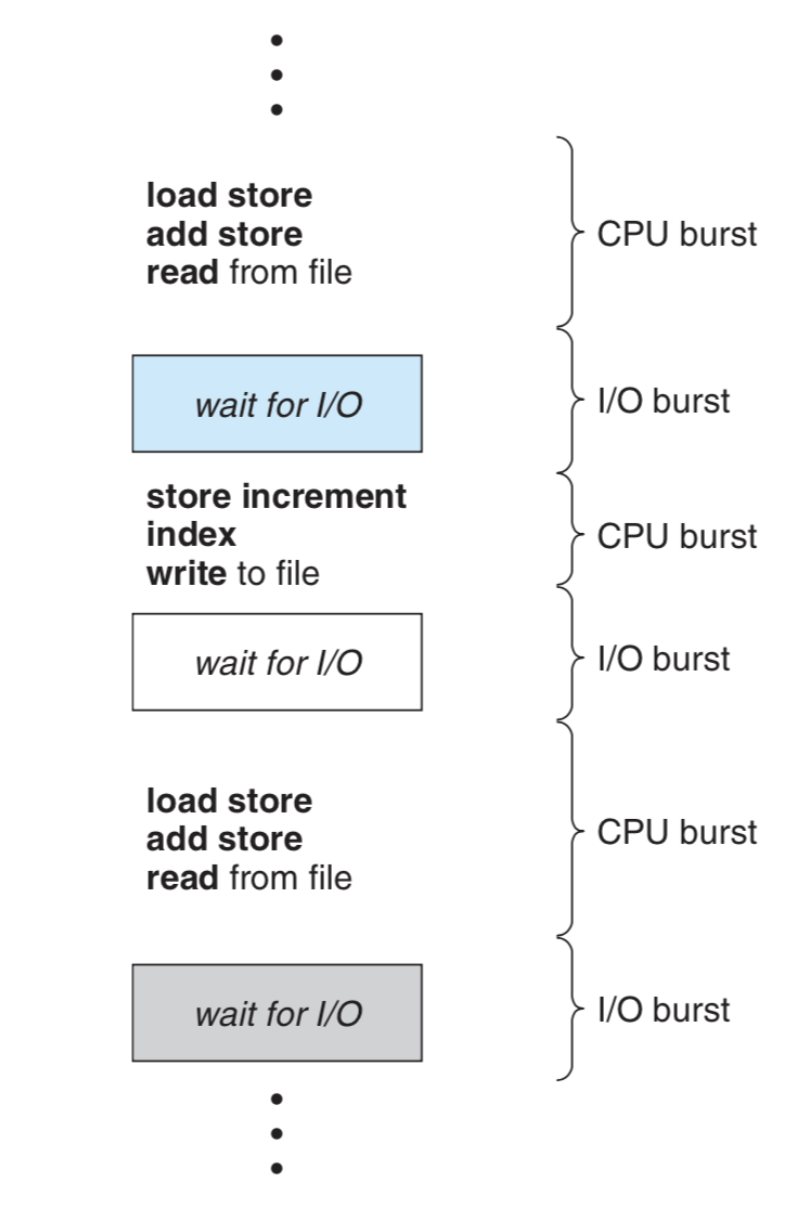 load store
add store
read from file
CPU burst
wait for I/O
I/O burst
store increment
index
write to file
CPU burst
wait for I/O
I/O burst
load store
add store
read from file
CPU burst
wait for I/O
I/O burst